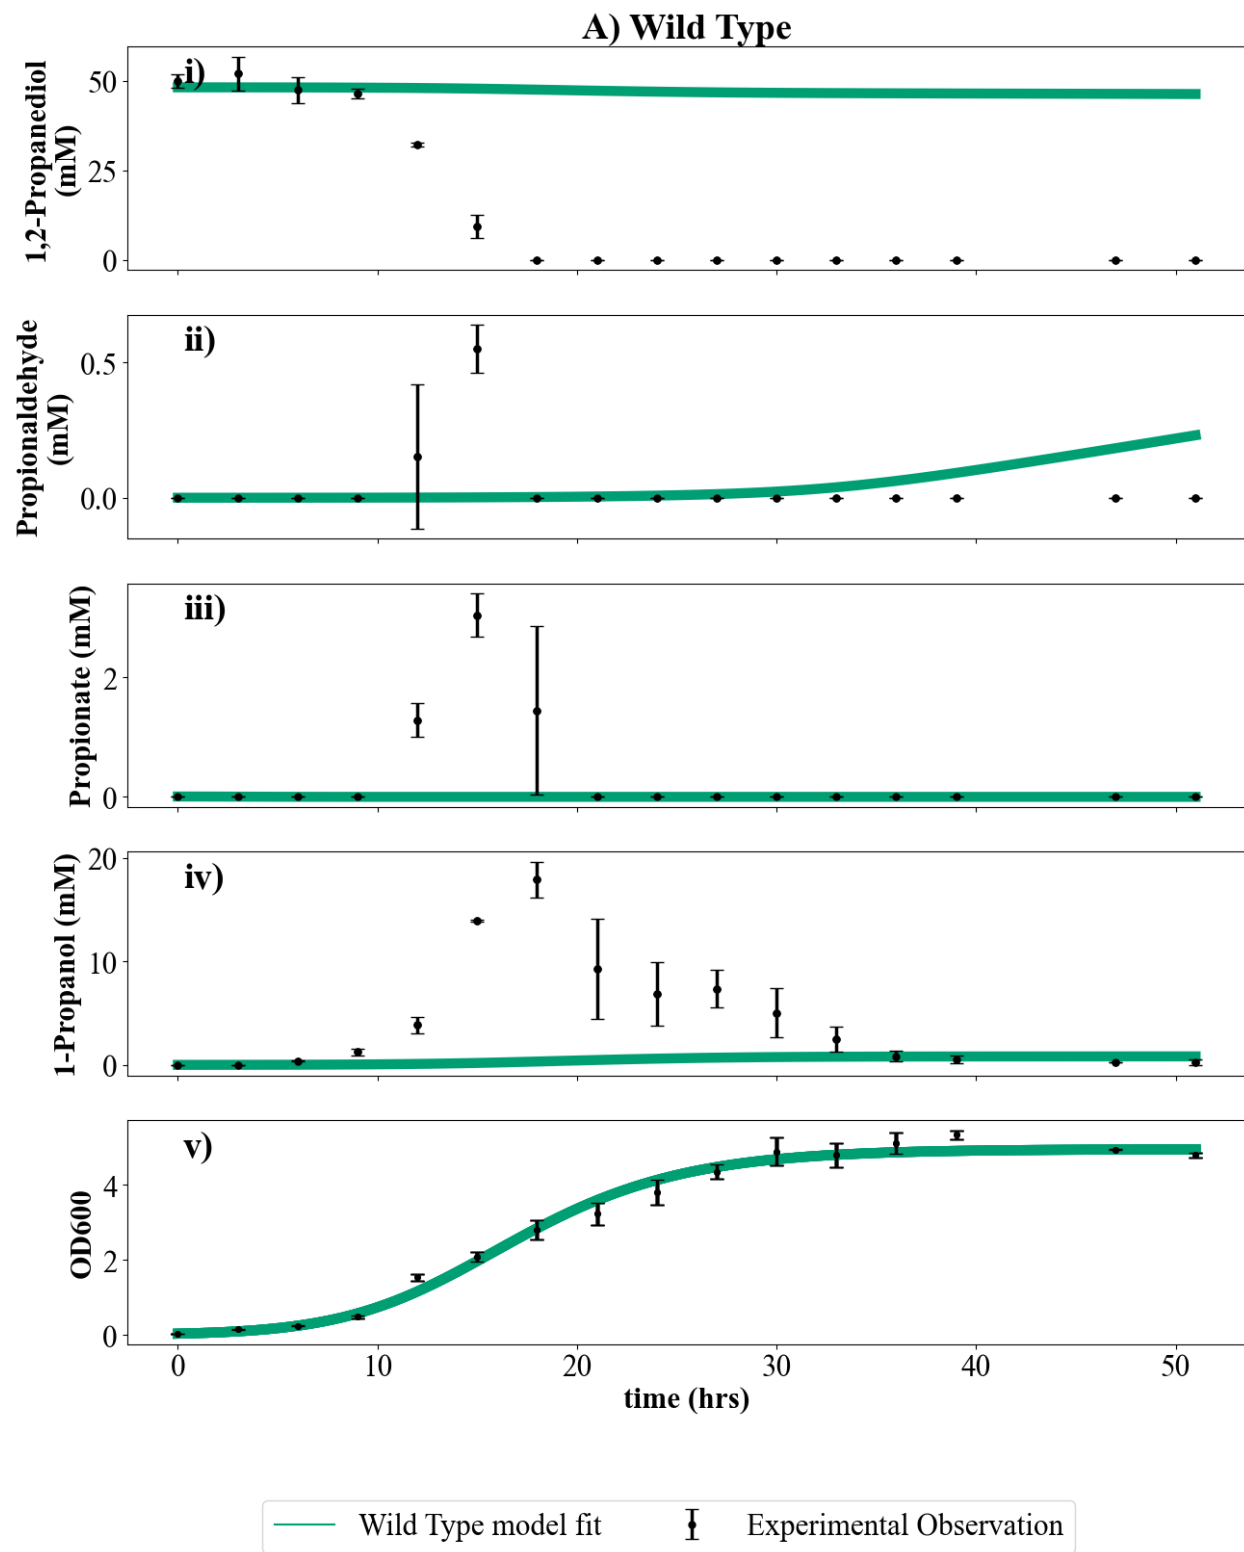 A) Wild Type
i)
1,2-Propanediol
(mM)
50
25
0
ii)
Propionaldehyde
(mM)
0.5
0.0
iii)
Propionate (mM)
2
0
iv)
1-Propanol (mM)
20
10
0
v)
OD600
4
2
0
0 10 20 30 40 50
time (hrs)
Wild Type model fit Experimental Observation